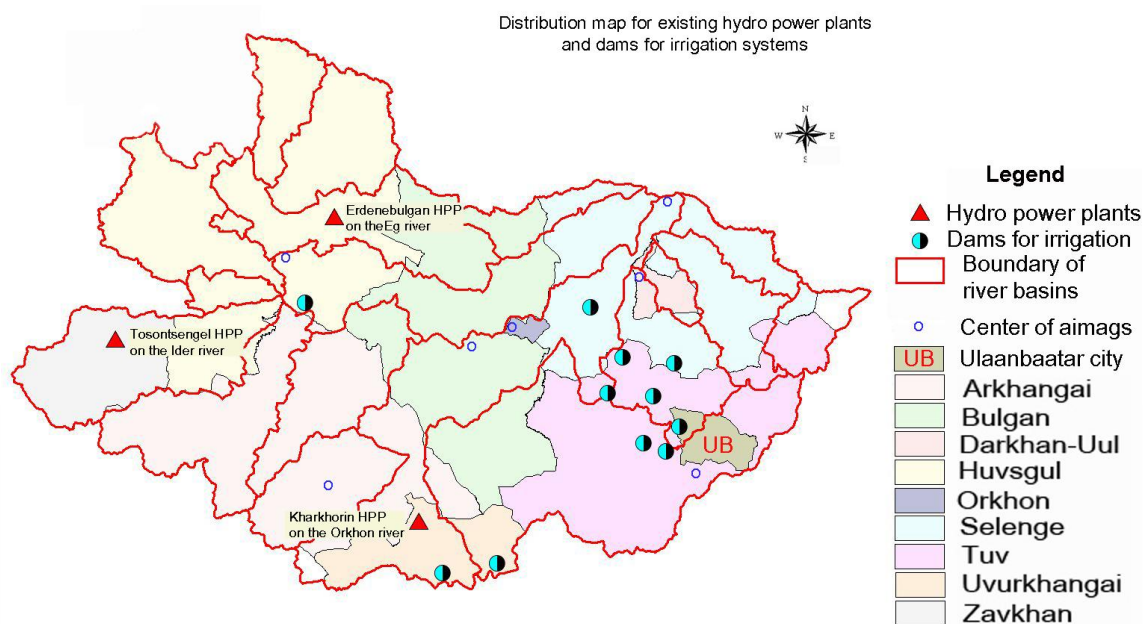 Distribution map for existing hydro power plants
and dams for irrigation systems
N
W
E
S
Erdenebulgan HPP
on theEg river
Tosontsengel HPP
on the Ider river
Kharkhorin HPP
on the Orkhon river
UB
Legend
Hydro power plants
Dams for irrigation
Boundary of
river basins
Center of aimags
UB Ulaanbaatar city
Arkhangai
Bulgan
Darkhan-Uul
Huvsgul
Orkhon
Selenge
Tuv
Uvurkhangai
Zavkhan